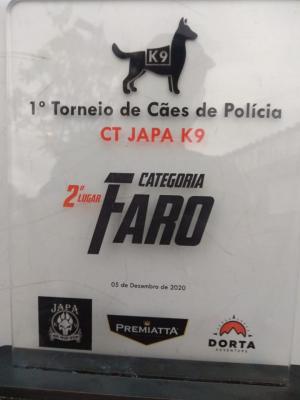 K9
1º Torneio de Cães de Polícia
CT JAPA K9
CATEGORIA
2º LUGAR
FARO
05 de Dezembro de 2020
JAPA
PREMIATTA
DORTA
ADVENTURE